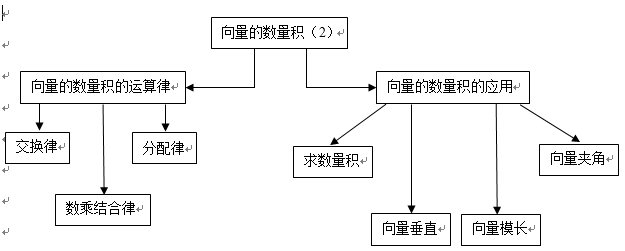 向量的数量积（2）
向量的数量积的运算律
向量的数量积的应用
交换律
分配律
求数量积
向量夹角
数乘结合律
向量垂直
向量模长